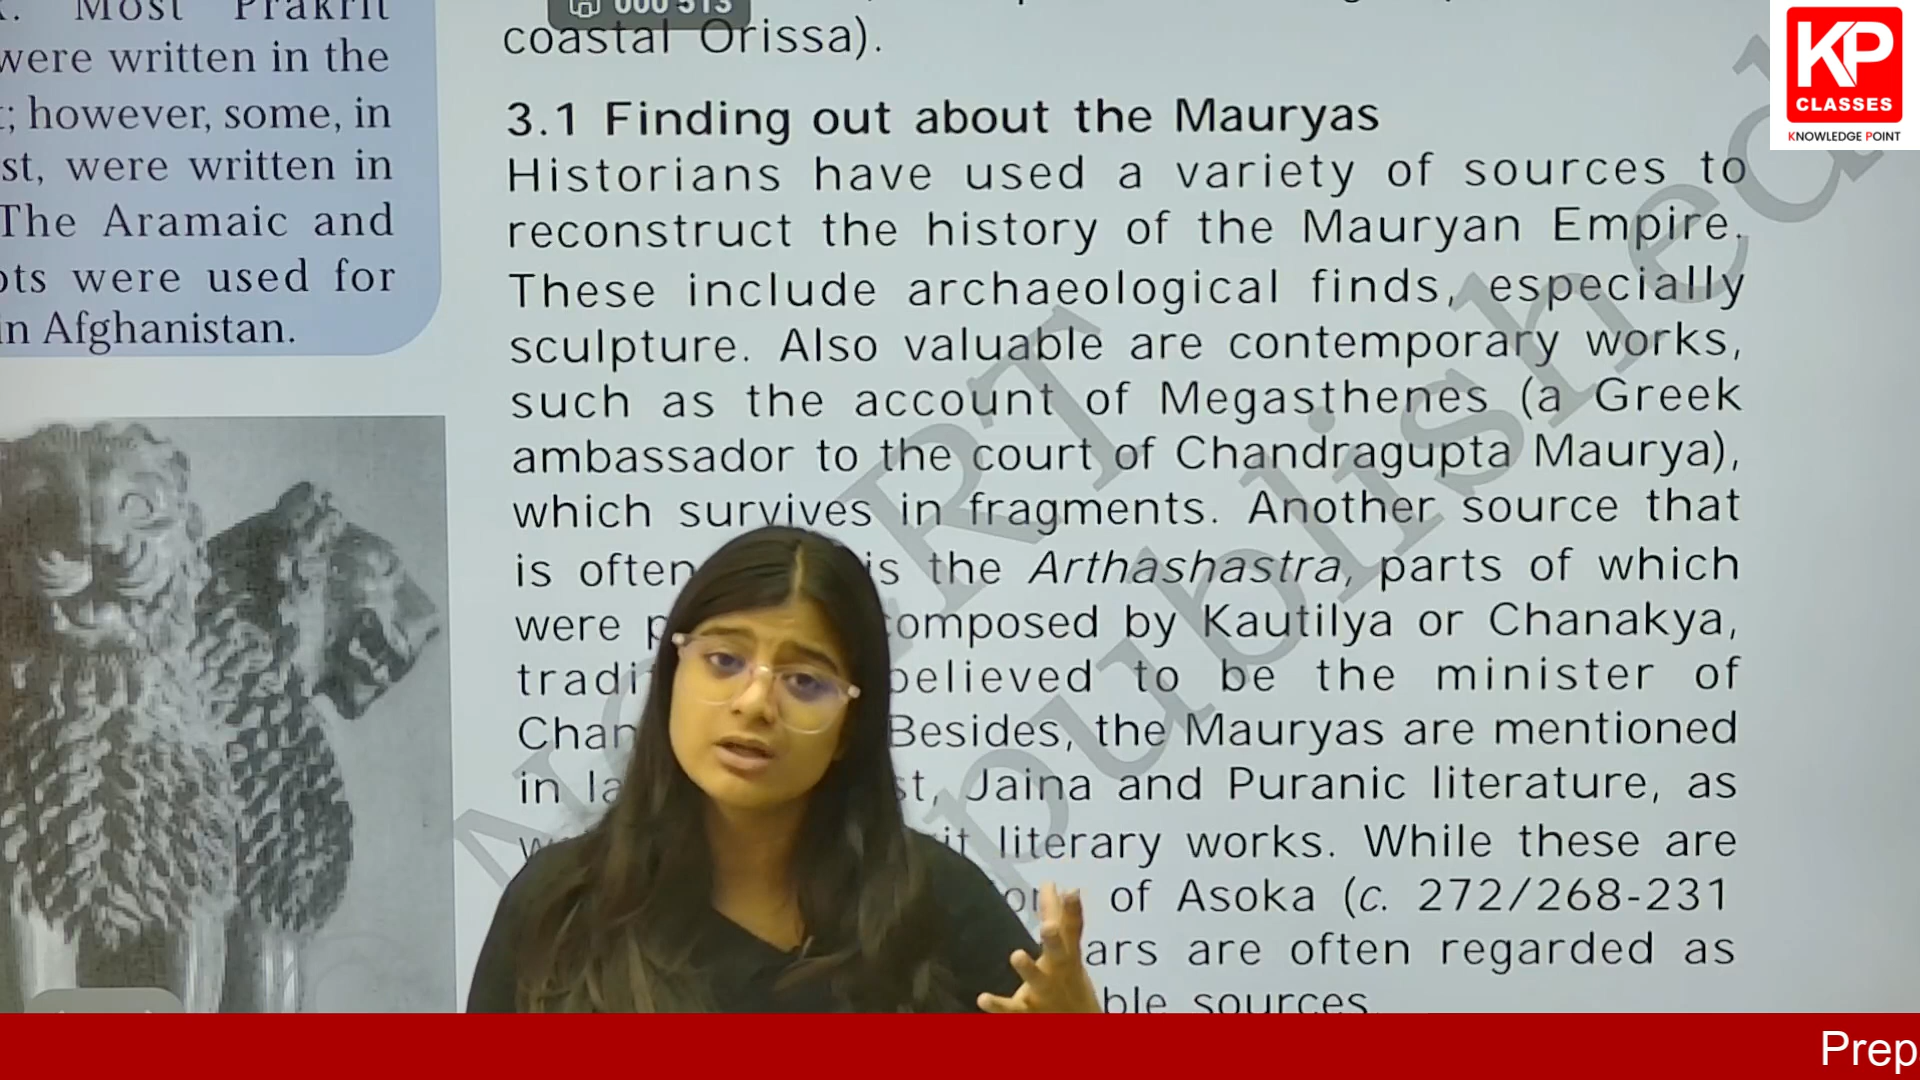 Most Prakrit
were written in the
; however, some, in
st, were written in
The Aramaic and
were used for
in Afghanistan.
000 513
coastal Orissa).
3.1 Finding out about the Mauryas
Historians have used a variety of sources to
reconstruct the history of the Mauryan Empire.
These include archaeological finds, especially
sculpture. Also valuable are contemporary works,
such as the account of Megasthenes (a Greek
ambassador to the court of Chandragupta Maurya),
which survives in fragments. Another source that
is often is the Arthashastra, parts of which
were composed by Kautilya or Chanakya,
believed to be the minister of
Besides, the Mauryas are mentioned
in Jaina and Puranic literature, as
literary works. While these are
of Asoka (c. 272/268-231
are often regarded as
sources.
NCERT
published
KP
CLASSES
KNOWLEDGE POINT
Prep